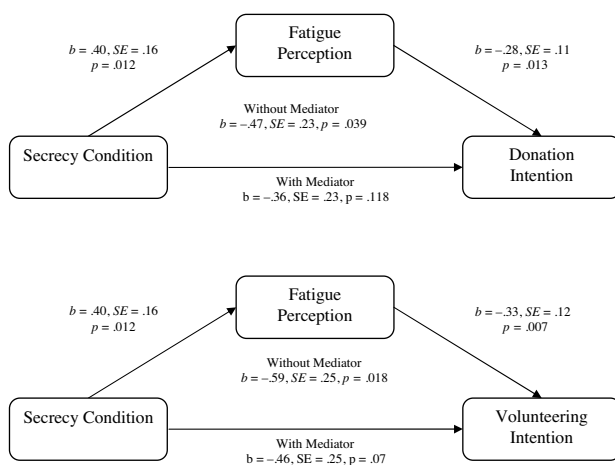 b = .40, SE = .16
p = .012
Fatigue
Perception
b = –.28, SE = .11
p = .013
Without Mediator
b = –.47, SE = .23, p = .039
Secrecy Condition
Donation
Intention
With Mediator
b = –.36, SE = .23, p = .118
b = .40, SE = .16
p = .012
Fatigue
Perception
b = –.33, SE = .12
p = .007
Without Mediator
b = –.59, SE = .25, p = .018
Secrecy Condition
Volunteering
Intention
With Mediator
b = –.46, SE = .25, p = .07